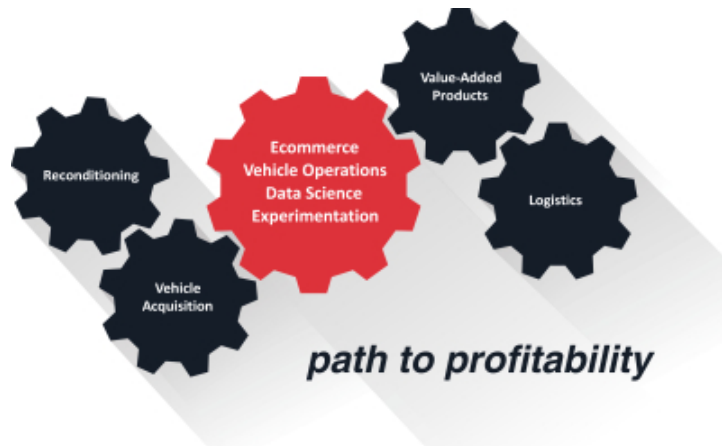 Value-Added
Products
Ecommerce
Vehicle Operations
Data Science
Experimentation
Reconditioning
Logistics
Vehicle
Acquisition
path to profitability